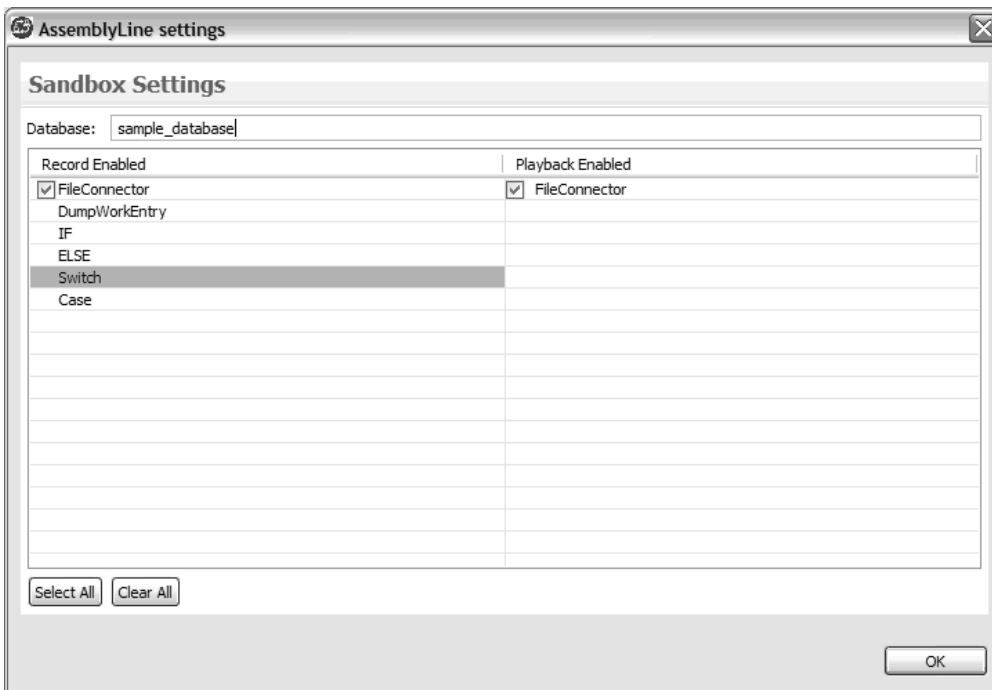 AssemblyLine settings
Sandbox Settings
Database: sample_database
Record Enabled Playback Enabled
FileConnector FileConnector
DumpWorkEntry
IF
ELSE
Switch
Case
Select All Clear All
OK